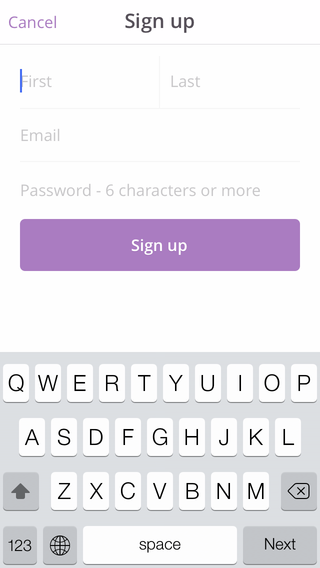 Cancel Sign up
First Last
Email
Password - 6 characters or more
Sign up
Q W E R T Y U I O P
A S D F G H J K L
Z X C V B N M
123 space Next